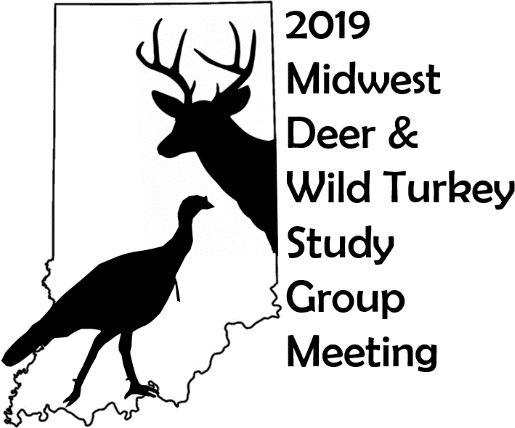 2019
Midwest
Deer &
Wild Turkey
Study
Group
Meeting